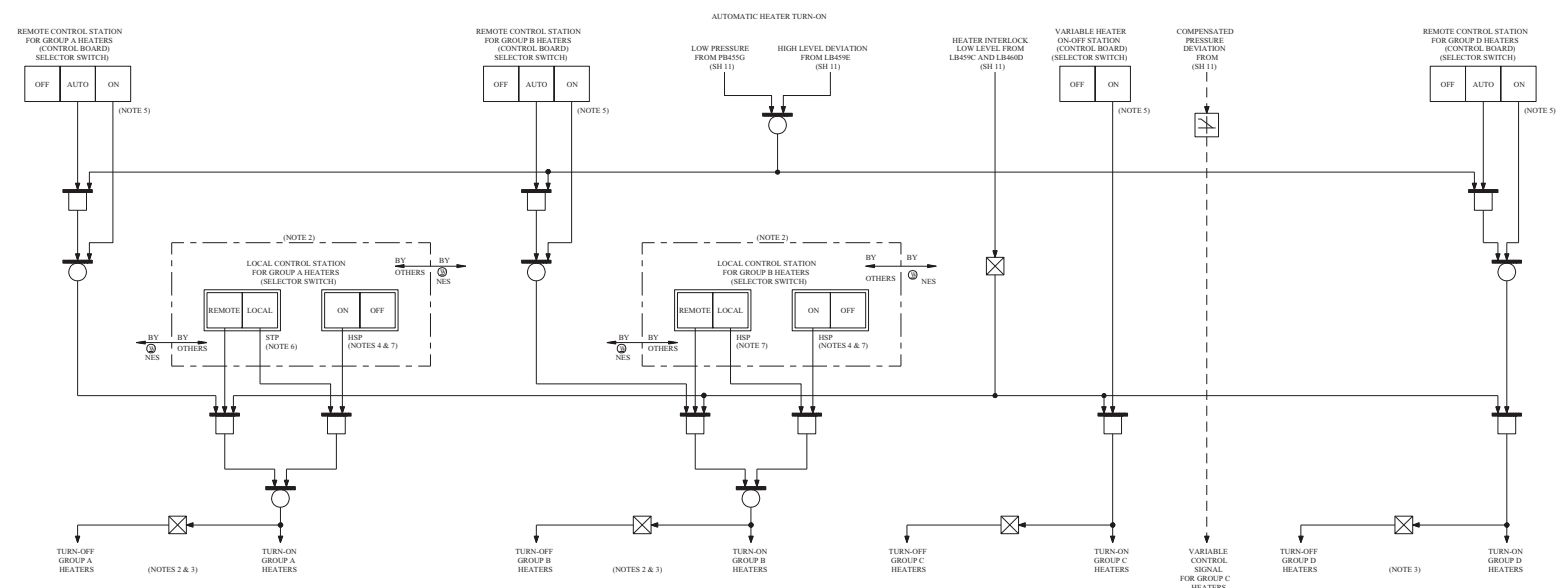 AUTOMATIC HEATER TURN-ON
REMOTE CONTROL STATION
FOR GROUP A HEATERS
(CONTROL BOARD)
SELECTOR SWITCH)
OFF AUTO ON
(NOTE 5)
REMOTE CONTROL STATION
FOR GROUP B HEATERS
(CONTROL BOARD)
SELECTOR SWITCH)
OFF AUTO ON
(NOTE 5)
LOW PRESSURE
FROM PB455G
(SH 11)
HIGH LEVEL DEVIATION
FROM LB459E
(SH 11)
HEATER INTERLOCK
LOW LEVEL FROM
LB459C AND LB460D
(SH 11)
VARIABLE HEATER
ON-OFF STATION
(CONTROL BOARD)
(SELECTOR SWITCH)
OFF ON
(NOTE 5)
COMPENSATED
PRESSURE
DEVIATION
FROM
(SH 11)
REMOTE CONTROL STATION
FOR GROUP D HEATERS
(CONTROL BOARD)
(SELECTOR SWITCH)
OFF AUTO ON
(NOTE 5)
(NOTE 2)
LOCAL CONTROL STATION
FOR GROUP A HEATERS
(SELECTOR SWITCH)
BY BY
OTHERS NES
REMOTE LOCAL
ON OFF
STP
(NOTE 6)
HSP
(NOTES 4 & 7)
BY BY
NES OTHERS
(NOTE 2)
LOCAL CONTROL STATION
FOR GROUP B HEATERS
(SELECTOR SWITCH)
BY BY
OTHERS NES
REMOTE LOCAL
ON OFF
HSP
(NOTE 7)
HSP
(NOTES 4 & 7)
BY BY
NES OTHERS
TURN-OFF
GROUP A
HEATERS
(NOTES 2 & 3)
TURN-ON
GROUP A
HEATERS
TURN-OFF
GROUP B
HEATERS
(NOTES 2 & 3)
TURN-ON
GROUP B
HEATERS
TURN-OFF
GROUP C
HEATERS
TURN-ON
GROUP C
HEATERS
VARIABLE
CONTROL
SIGNAL
FOR GROUP C
HEATERS
TURN-OFF
GROUP D
HEATERS
(NOTE 3)
TURN-ON
GROUP D
HEATERS